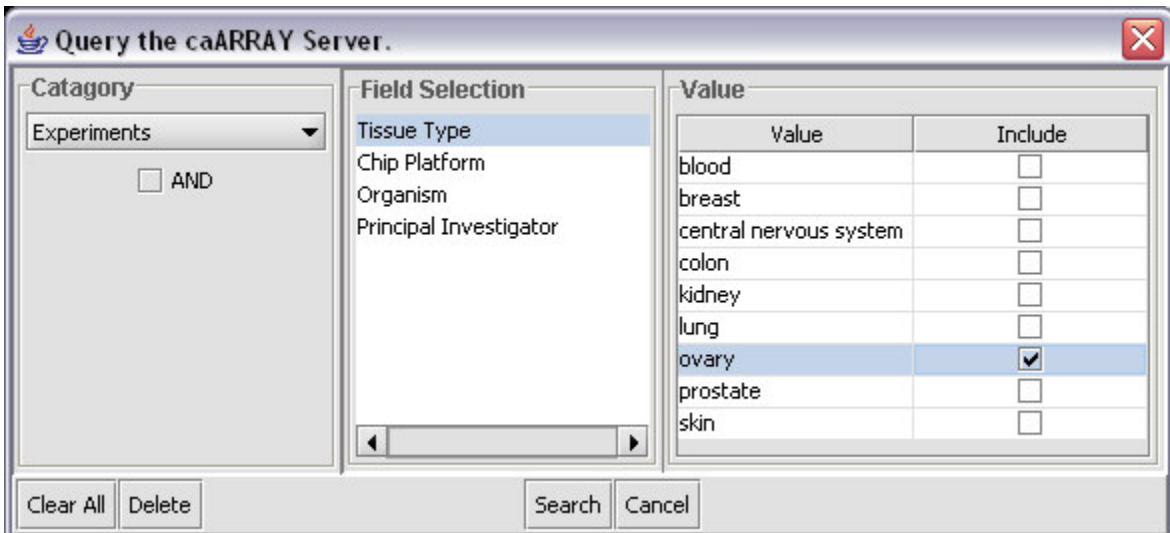 Query the caARRAY Server.
Catagory
Experiments
AND
Field Selection
Tissue Type
Chip Platform
Organism
Principal Investigator
Value
Value Include
blood
breast
central nervous system
colon
kidney
lung
ovary
prostate
skin
Clear All Delete Search Cancel